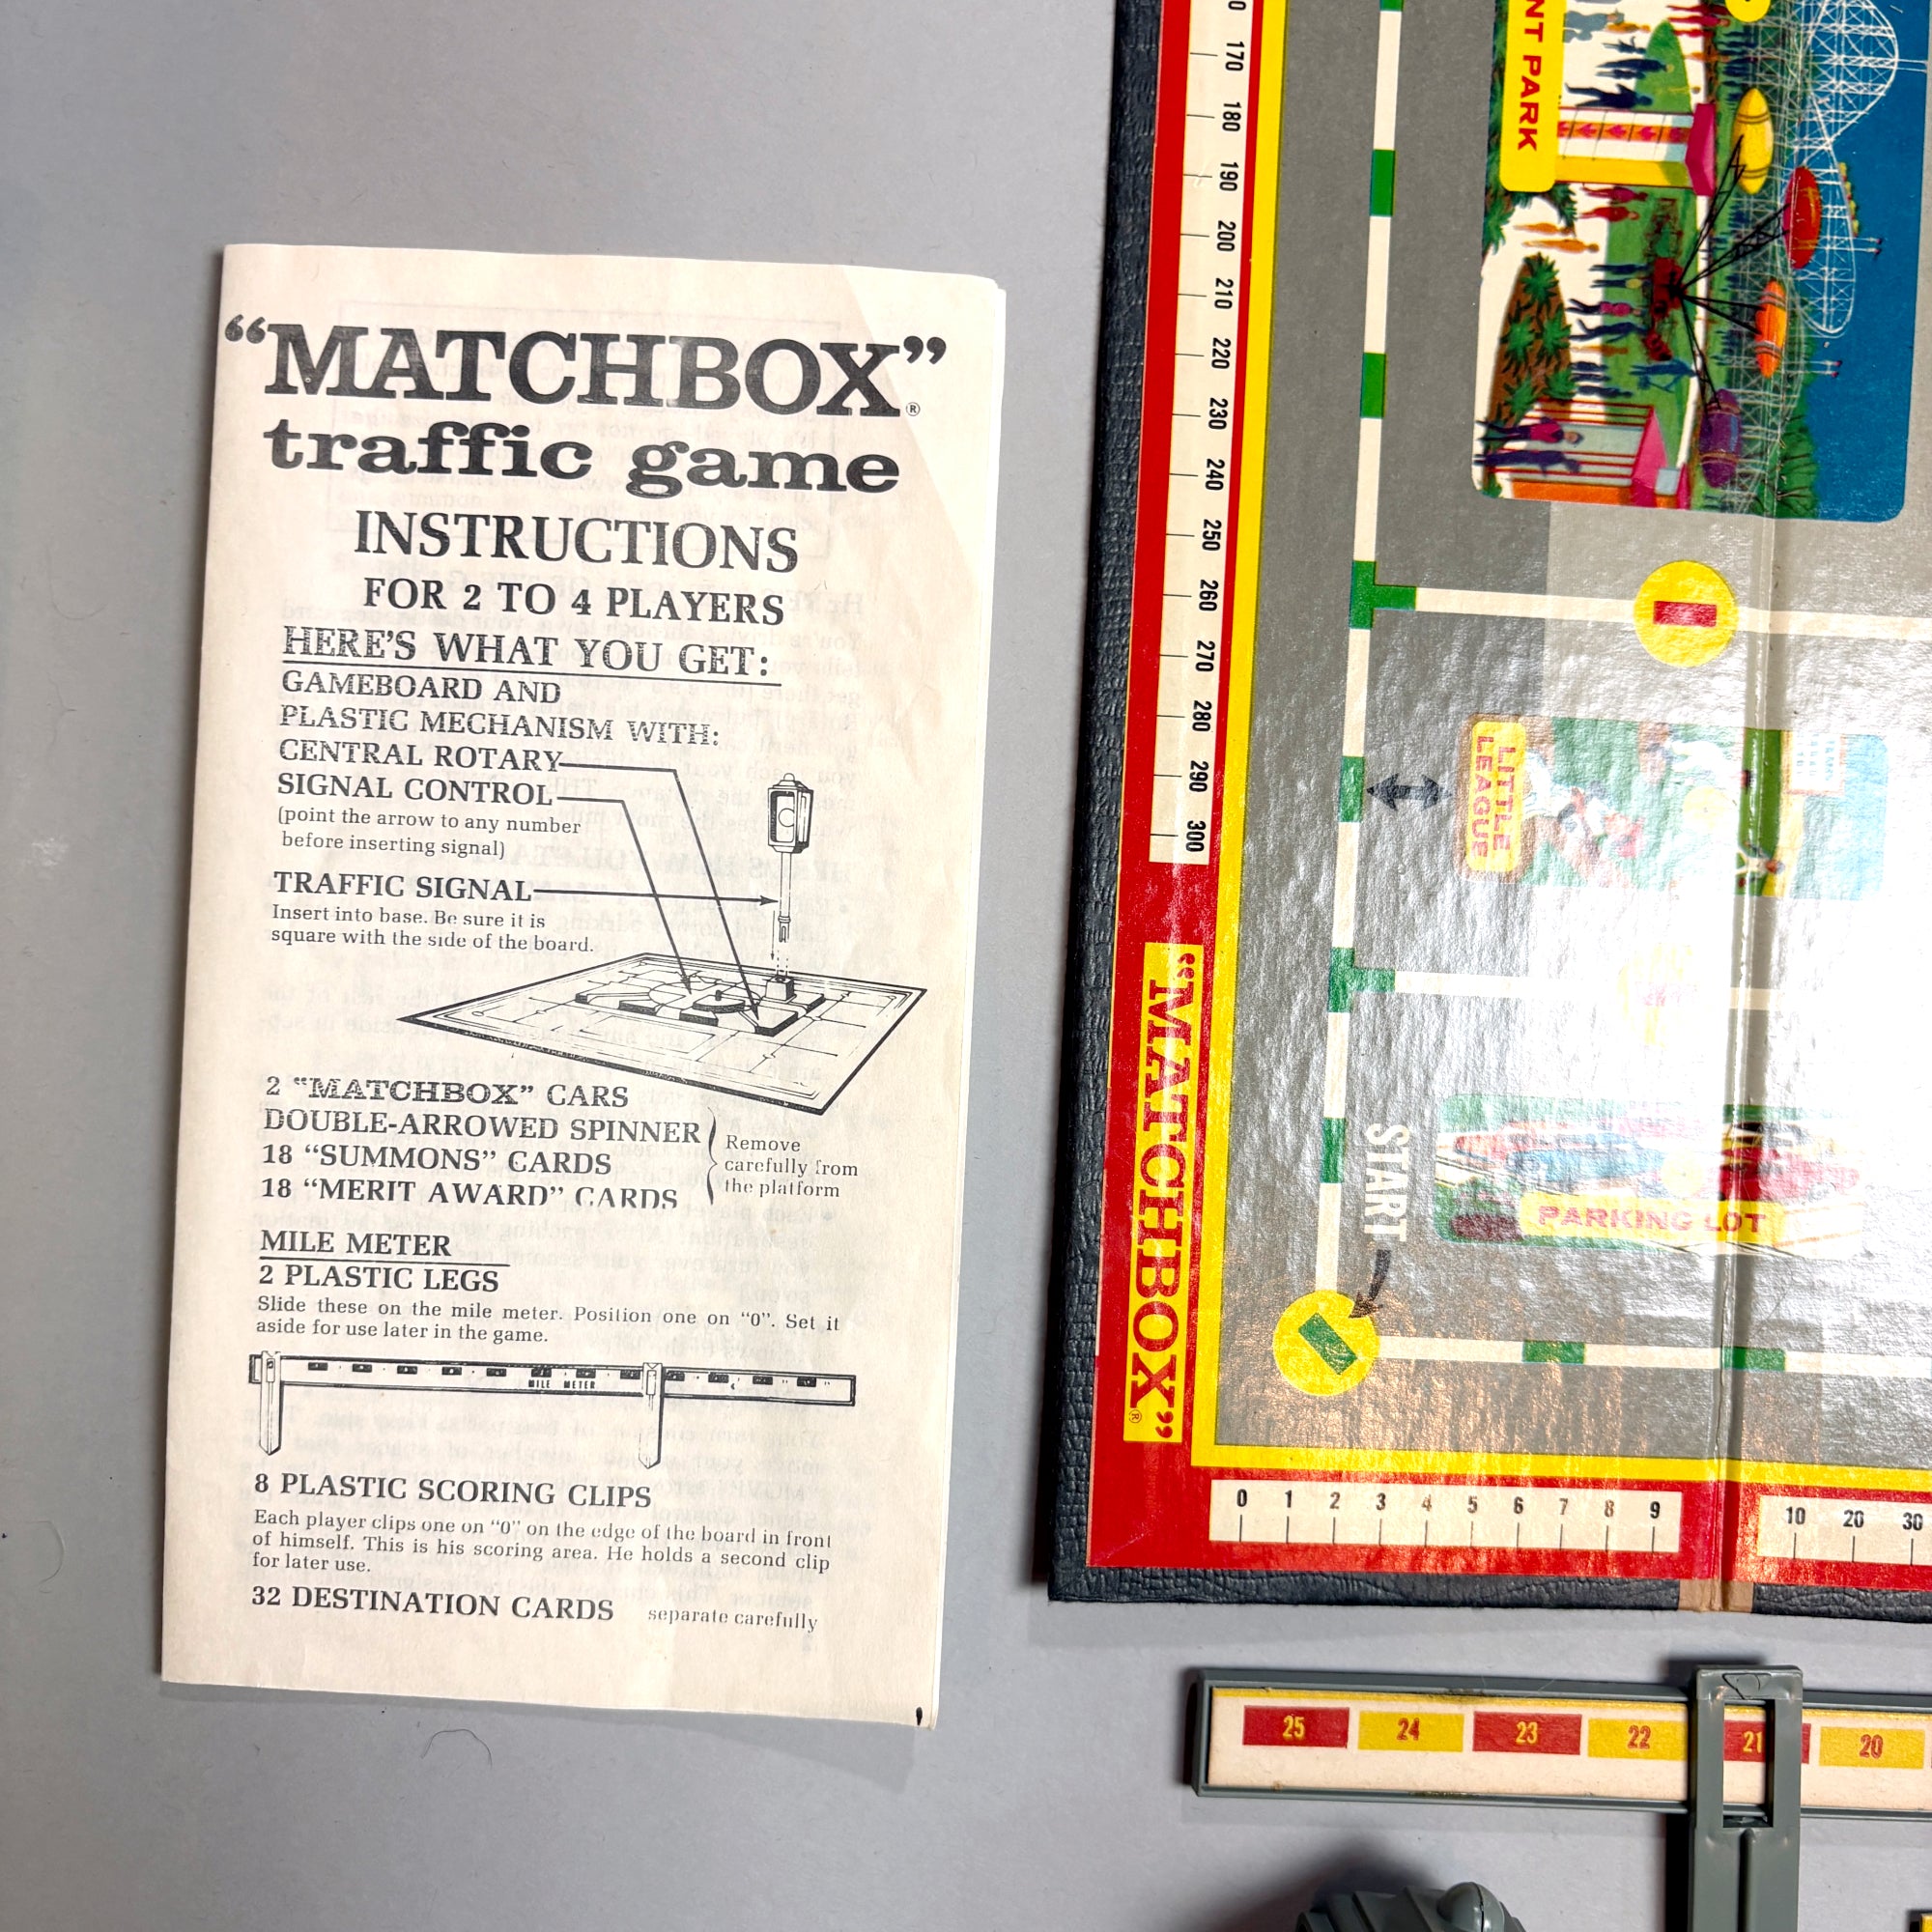 “MATCHBOX”®
traffic game
INSTRUCTIONS
FOR 2 TO 4 PLAYERS
HERE'S WHAT YOU GET:
GAMEBOARD AND
PLASTIC MECHANISM WITH:
CENTRAL ROTARY
SIGNAL CONTROL
(point the arrow to any number
before inserting signal)
TRAFFIC SIGNAL
Insert into base. Be sure it is
square with the side of the board.
2 “MATCHBOX” CARS
DOUBLE-ARROWED SPINNER
18 “SUMMONS” CARDS
18 “MERIT AWARD” CARDS
Remove
carefully from
the platform
MILE METER
2 PLASTIC LEGS
Slide these on the mile meter. Position one on “0”. Set it
aside for use later in the game.
MILE METER
8 PLASTIC SCORING CLIPS
Each player clips one on “0” on the edge of the board in front
of himself. This is his scoring area. He holds a second clip
for later use.
32 DESTINATION CARDS separate carefully
170 180 190 200 210 220 230 240 250 260 270 280 290 300
“MATCHBOX”®
NT PARK
LITTLE
LEAGUE
START
PARKING LOT
0 1 2 3 4 5 6 7 8 9
10 20 30
25 24 23 22 21 20